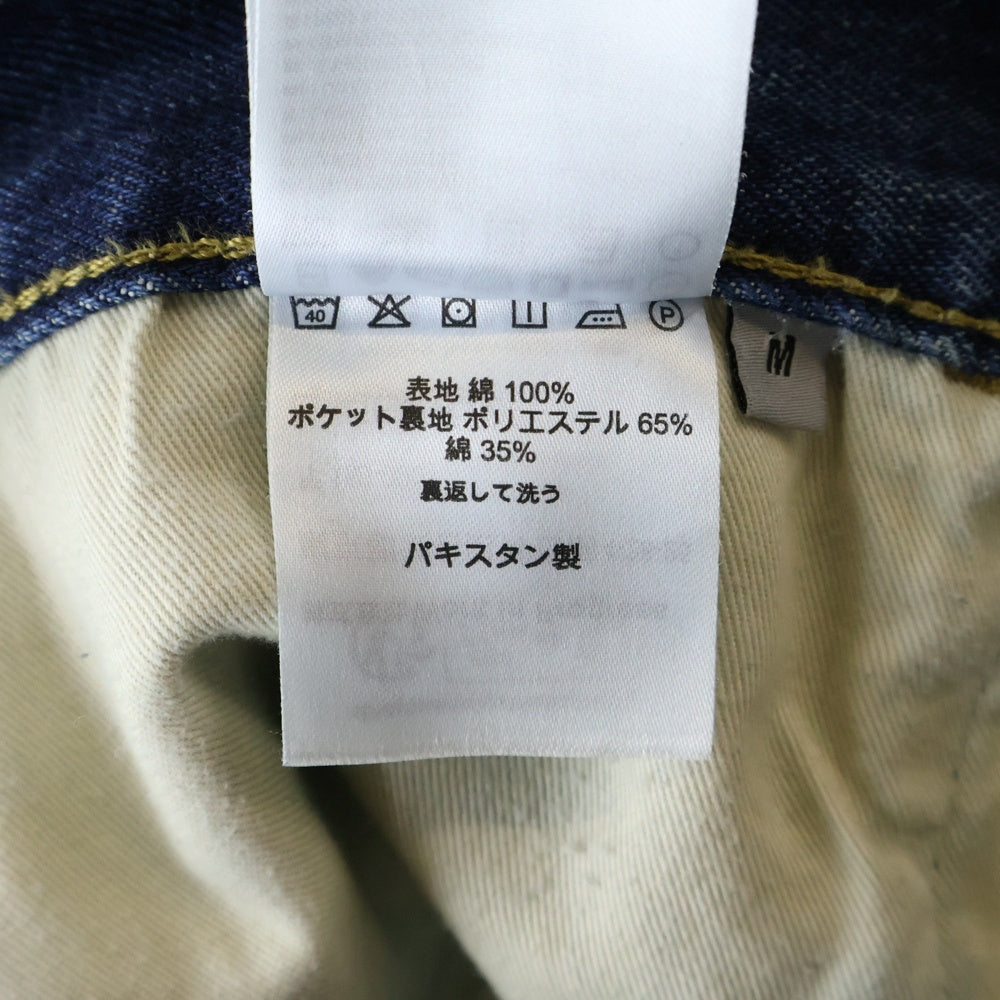 40
P
M
表地 綿 100%
ポケット裏地 ポリエステル 65%
綿 35%
裏返して洗う
パキスタン製